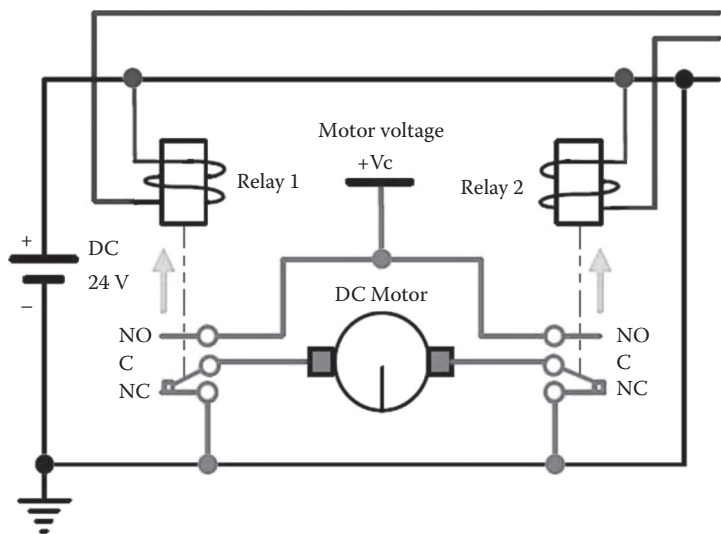 Motor voltage
+Vc
Relay 1
Relay 2
+
DC
24 V
−
DC Motor
NO
C
NC
NO
C
NC